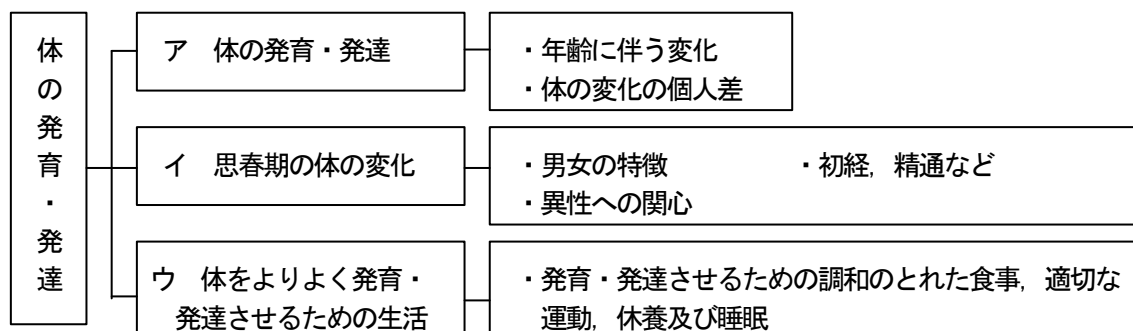 体の発育・発達
ア 体の発育・発達
・年齢に伴う変化
・体の変化の個人差
イ 思春期の体の変化
・男女の特徴 ・初経，精通など
・異性への関心
ウ 体をよりよく発育・
発達させるための生活
・発育・発達させるための調和のとれた食事，適切な
運動，休養及び睡眠